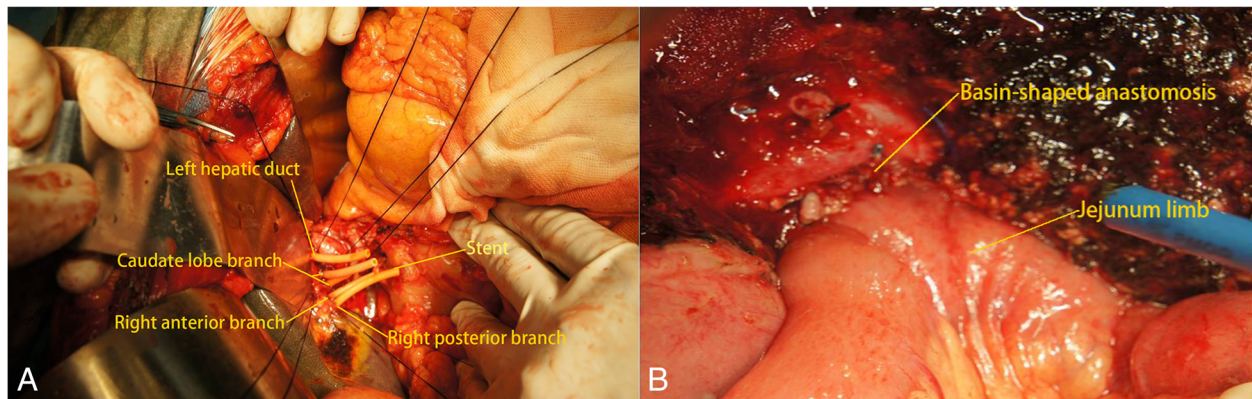 Left hepatic duct
Caudate lobe branch
Stent
Right anterior branch
Right posterior branch
A
Basin-shaped anastomosis
Jejunum limb
B